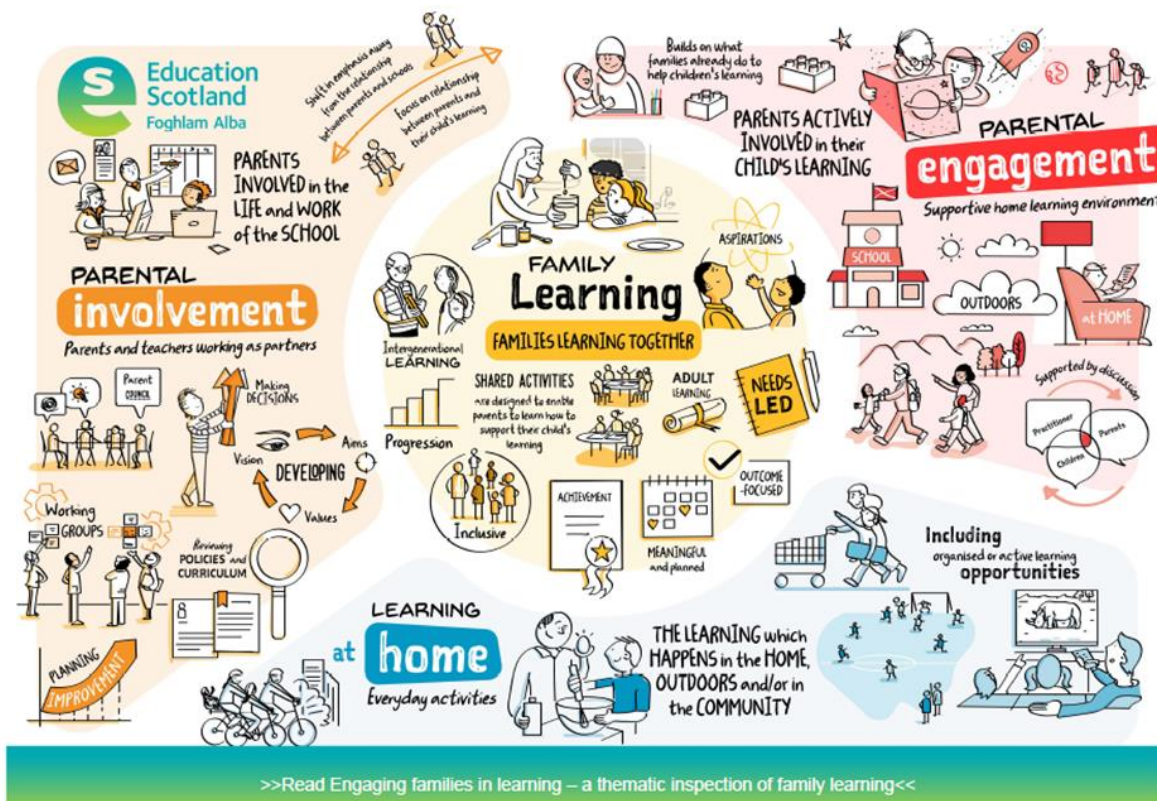 Education
Scotland
Foghlam Alba
Shift in emphasis away
from the relationship
between parents and schools
Focus on relation
between parents and
their child's learning
PARENTS
INVOLVED in the
LIFE and WORK
of the SCHOOL
PARENTAL
involvement
Parents and teachers working as partners
Parent
COUNCIL
Making
DECISIONS
Vision
Aims
DEVELOPING
Values
Working
GROUPS
Reviewing
POLICIES and
CURRICULUM
PLANNING
IMPROVEMENT
FAMILY
Learning
FAMILIES LEARNING TOGETHER
ASPIRATIONS
Intergenerational
LEARNING
SHARED ACTIVITIES
are designed to enable
parents to learn how to
support their child's
learning
ADULT
LEARNING
NEEDS
LED
Progression
Inclusive
ACHIEVEMENT
MEANINGFUL
and planned
OUTCOME
-FOCUSED
Builds on what
families already do to
help children's learning
PARENTS ACTIVELY
INVOLVED in their
CHILD'S LEARNING
PARENTAL
engagement
Supportive home learning environment
SCHOOL
OUTDOORS
at HOME
Supported by discussion
Practitioner
Parents
Children
LEARNING
at home
Everyday activities
THE LEARNING which
HAPPENS in the HOME,
OUTDOORS and/or in
the COMMUNITY
Including
organised or active learning
opportunities
>>Read Engaging families in learning – a thematic inspection of family learning<<